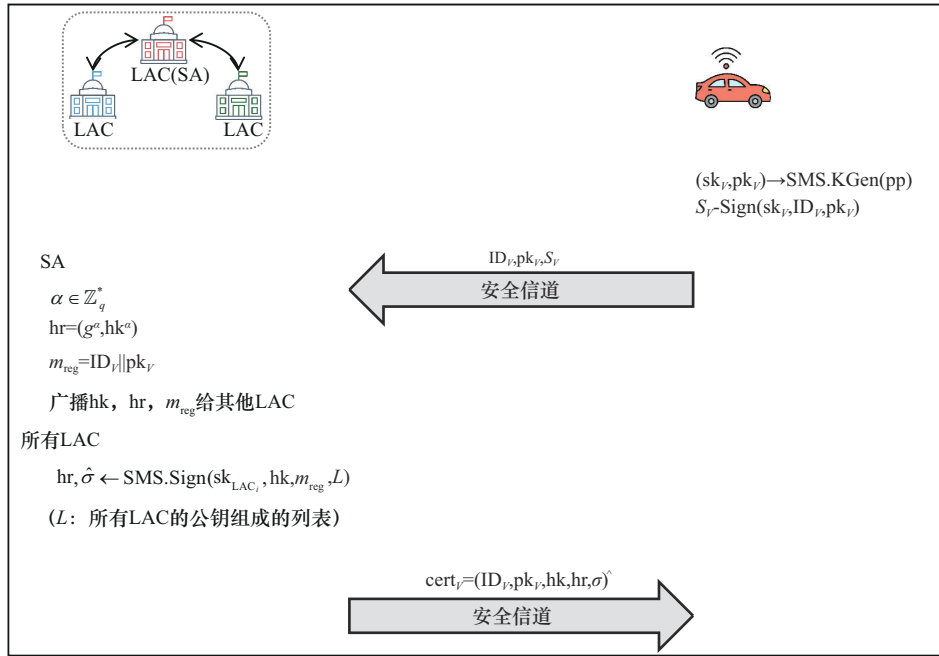 LAC(SA)
LAC
LAC
(sk_V,pk_V)→SMS.KGen(pp)
S_V-Sign(sk_V,ID_V,pk_V)
ID_V,pk_V,S_V
安全信道
SA
α∈ℤ_q^*
hr=(g^α,hk^α)
m_reg=ID_V||pk_V
广播hk，hr，m_reg给其他LAC
所有LAC
hr,σ̂←SMS.Sign(sk_{LAC_i},hk,m_reg,L)
（L：所有LAC的公钥组成的列表）
cert_V=(ID_V,pk_V,hk,hr,σ)^
安全信道